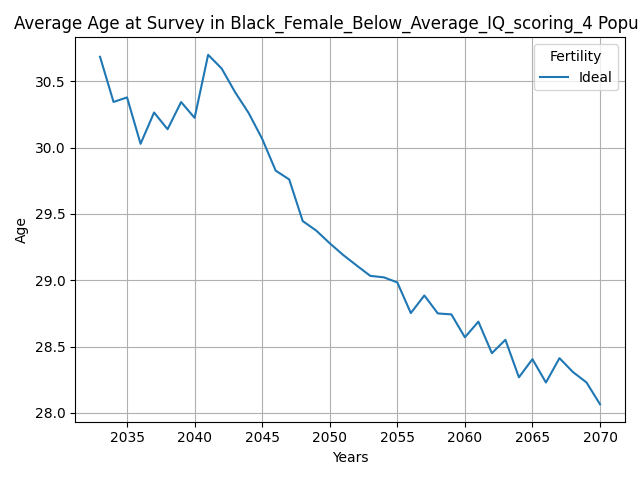 Average Age at Survey in Black_Female_Below_Average_IQ_scoring_4 Popu
Fertility
Ideal
Age
30.5
30.0
29.5
29.0
28.5
28.0
2035 2040 2045 2050 2055 2060 2065 2070
Years